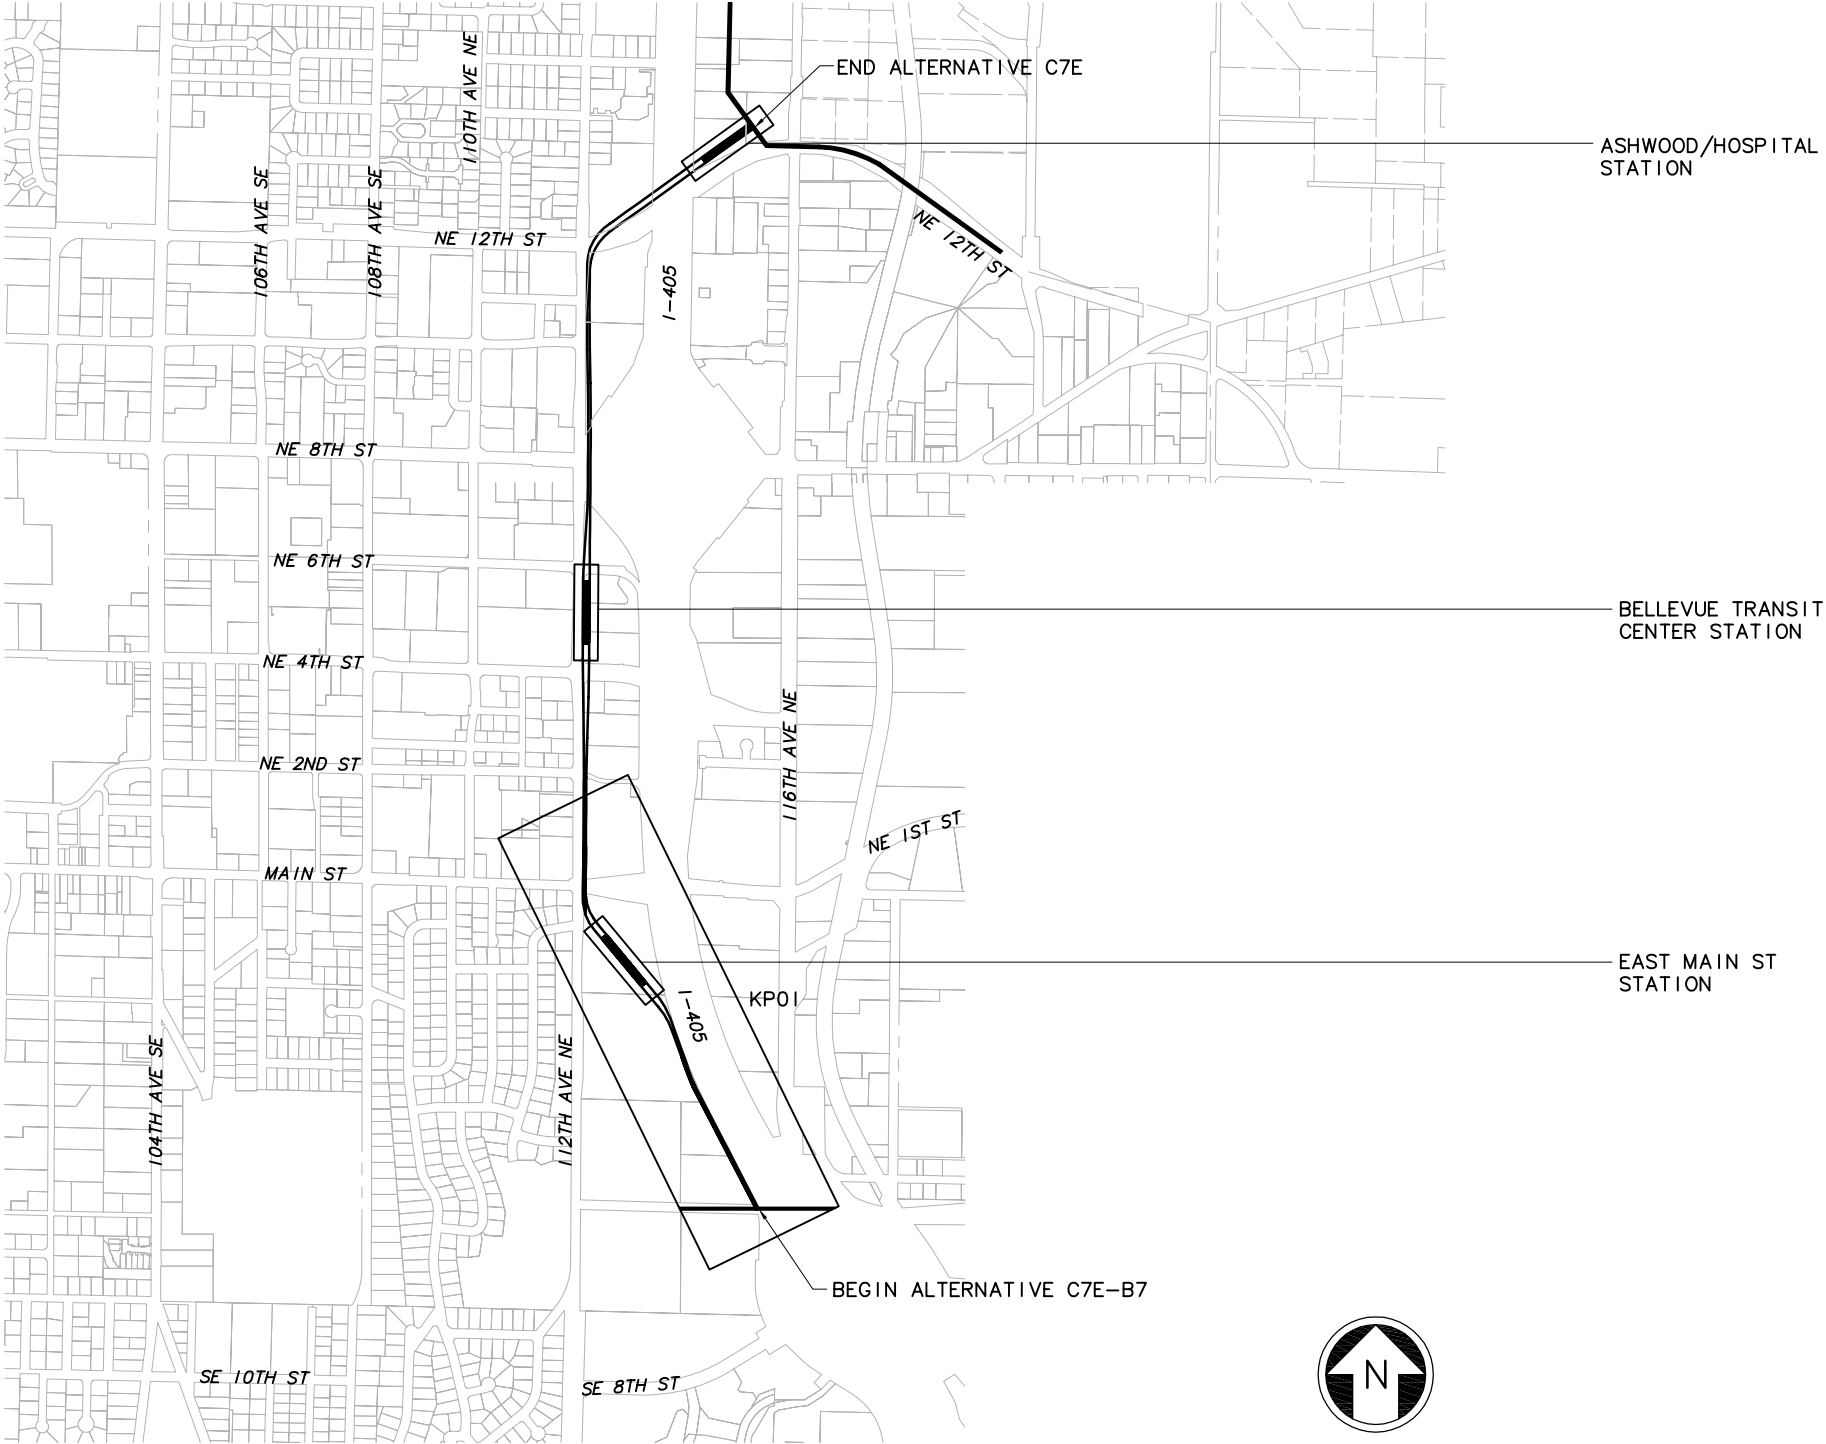 110TH AVE NE
END ALTERNATIVE C7E
ASHWOOD/HOSPITAL
STATION
106TH AVE SE
108TH AVE SE
NE 12TH ST
NE 12TH ST
I-405
NE 8TH ST
NE 6TH ST
BELLEVUE TRANSIT
CENTER STATION
NE 4TH ST
116TH AVE NE
NE 2ND ST
NE 1ST ST
MAIN ST
EAST MAIN ST
STATION
KP01
I-405
104TH AVE SE
112TH AVE NE
BEGIN ALTERNATIVE C7E-B7
SE 10TH ST
SE 8TH ST
N